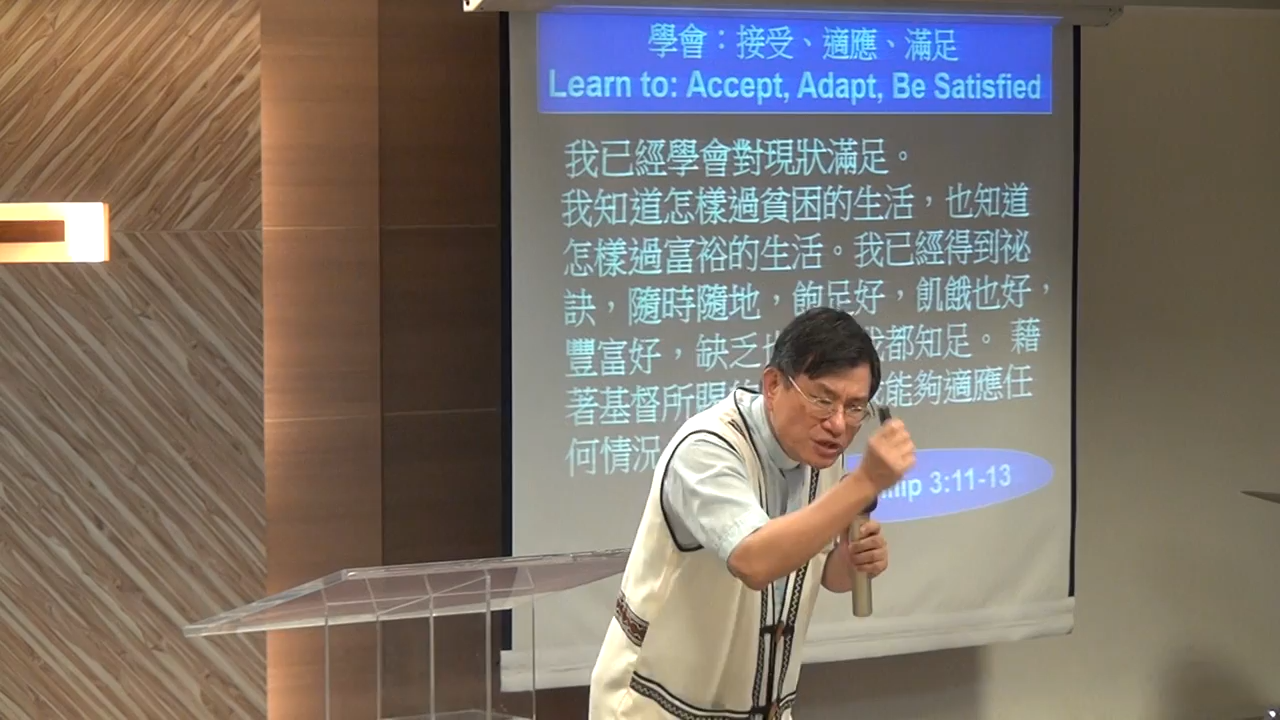 學會：接受、適應、滿足
Learn to: Accept, Adapt, Be Satisfied
我已經學會對現狀滿足。
我知道怎樣過貧困的生活，也知道
怎樣過富裕的生活。我已經得到祕
訣，隨時隨地，飽足好，飢餓也好，
豐富好，缺乏也 我都知足。 藉
著基督所賜 能夠適應任
何情況
3:11-13